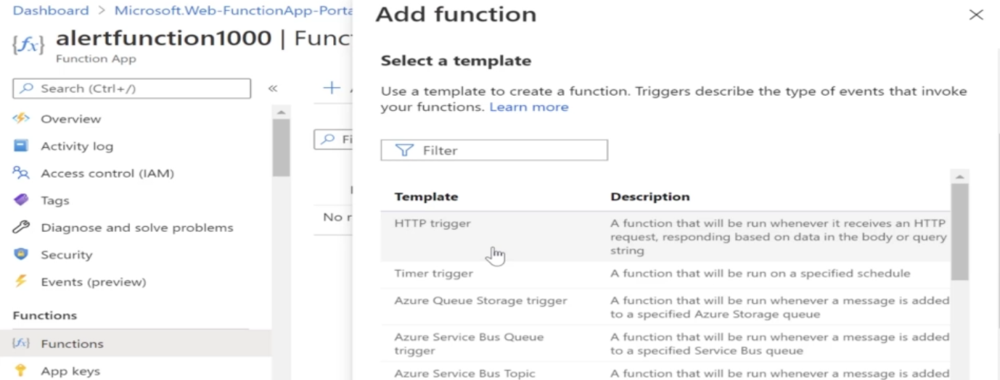 Dashboard > Microsoft.Web-FunctionApp-Porta
{fx} alertfunction1000 | Func
Function App
Search (Ctrl+/)
«
Overview
Activity log
Access control (IAM)
Tags
Diagnose and solve problems
Security
Events (preview)
Functions
{fx} Functions
App keys
+
Fi
No r
Add function
Select a template
Use a template to create a function. Triggers describe the type of events that invoke
your functions. Learn more
Filter
Template Description
HTTP trigger A function that will be run whenever it receives an HTTP
request, responding based on data in the body or query
string
Timer trigger A function that will be run on a specified schedule
Azure Queue Storage trigger A function that will be run whenever a message is added
to a specified Azure Storage queue
Azure Service Bus Queue A function that will be run whenever a message is added
trigger to a specified Service Bus queue
Azure Service Bus Topic A function that will be run whenever a message is added